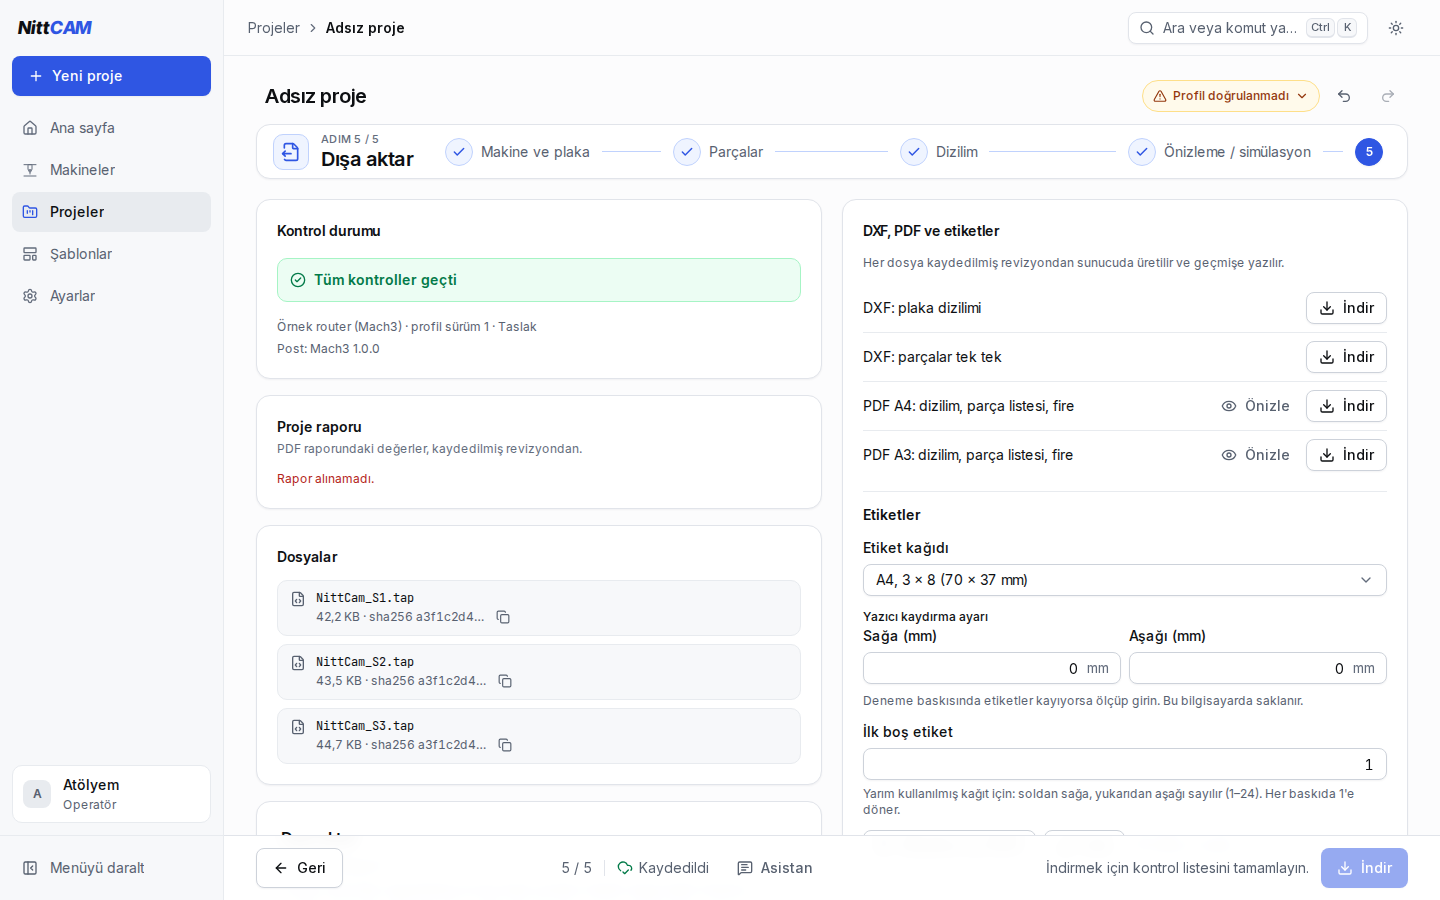 NittCAM
Yeni proje
Ana sayfa
Makineler
Projeler
Şablonlar
Ayarlar
A
Atölyem
Operatör
Menüyü daralt
Projeler > Adsız proje
Ara veya komut ya... Ctrl K
Adsız proje
Profil doğrulanmadı
ADIM 5 / 5
Dışa aktar
Makine ve plaka
Parçalar
Dizilim
Önizleme / simülasyon
5
Kontrol durumu
Tüm kontroller geçti
Örnek router (Mach3) · profil sürüm 1 · Taslak
Post: Mach3 1.0.0
Proje raporu
PDF raporundaki değerler, kaydedilmiş revizyondan.
Rapor alınamadı.
Dosyalar
NittCam_S1.tap
42,2 KB · sha256 a3f1c2d4...
NittCam_S2.tap
43,5 KB · sha256 a3f1c2d4...
NittCam_S3.tap
44,7 KB · sha256 a3f1c2d4...
DXF, PDF ve etiketler
Her dosya kaydedilmiş revizyondan sunucuda üretilir ve geçmişe yazılır.
DXF: plaka dizilimi İndir
DXF: parçalar tek tek İndir
PDF A4: dizilim, parça listesi, fire Önizle İndir
PDF A3: dizilim, parça listesi, fire Önizle İndir
Etiketler
Etiket kağıdı
A4, 3 × 8 (70 × 37 mm)
Yazıcı kaydırma ayarı
Sağa (mm) Aşağı (mm)
0 mm 0 mm
Deneme baskısında etiketler kayıyorsa ölçüp girin. Bu bilgisayarda saklanır.
İlk boş etiket
1
Yarım kullanılmış kağıt için: soldan sağa, yukarıdan aşağı sayılır (1–24). Her baskıda 1'e
döner.
Geri
5 / 5
Kaydedildi
Asistan
İndirmek için kontrol listesini tamamlayın.
İndir